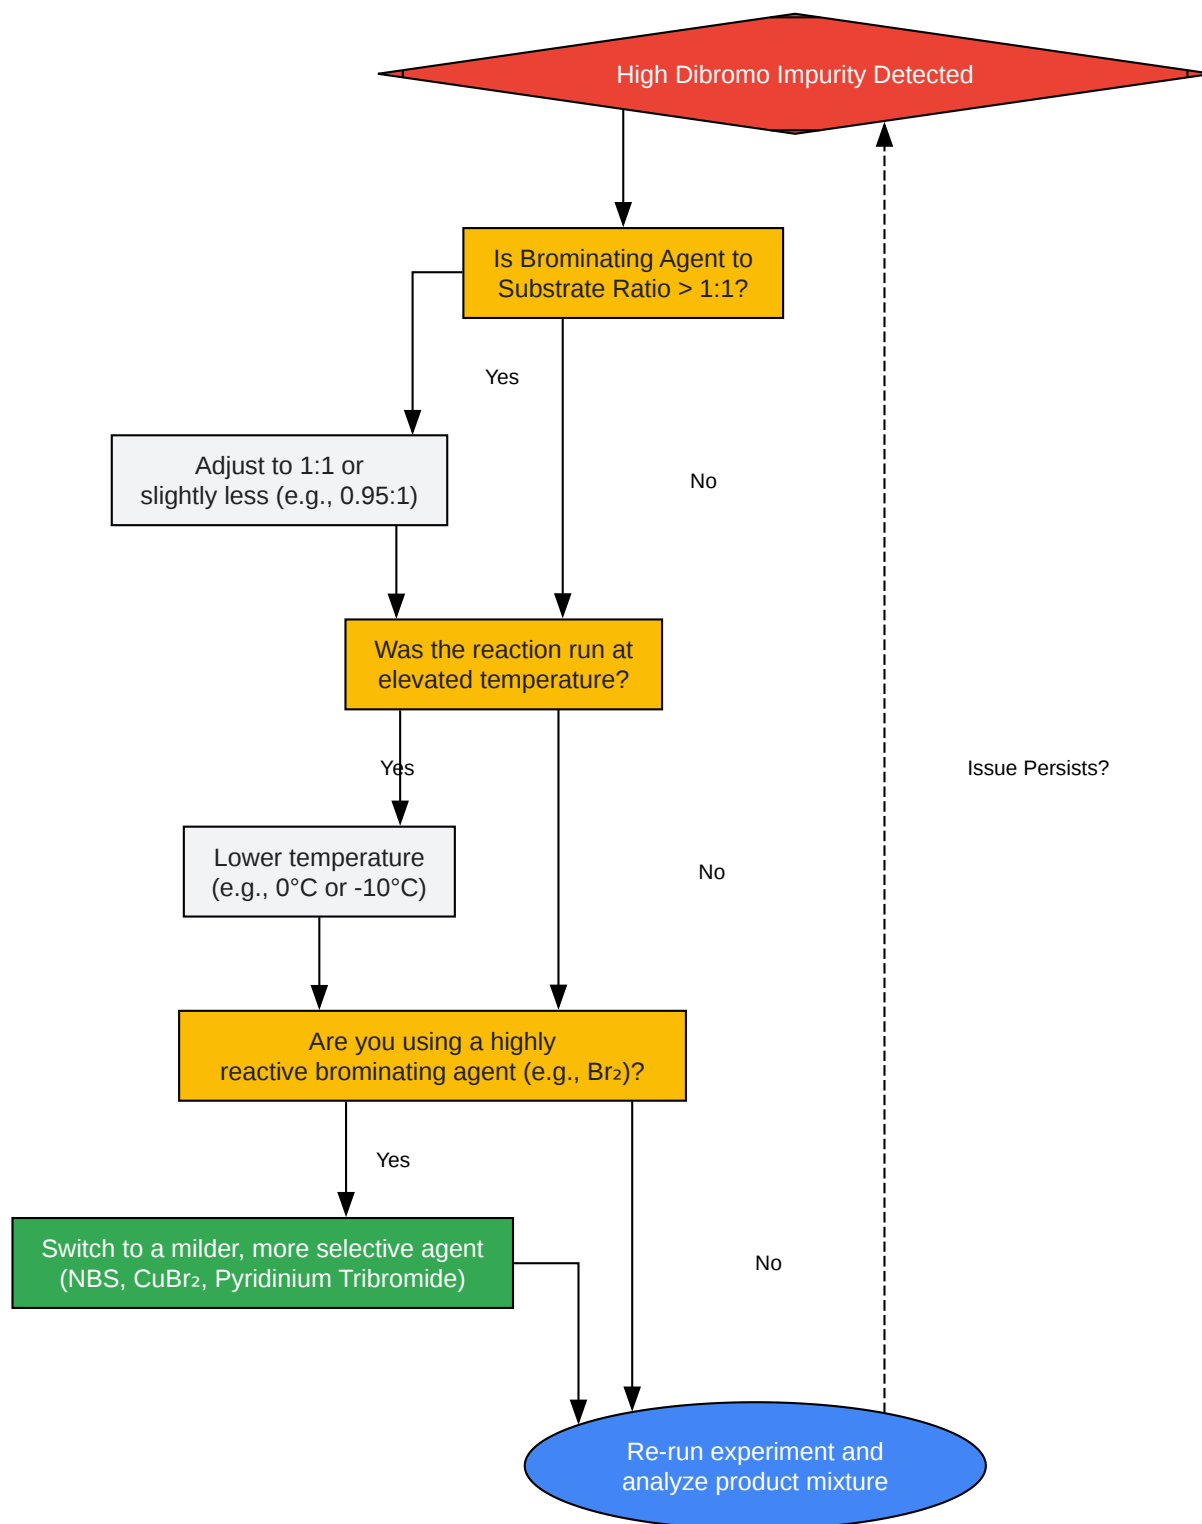 High Dibromo Impurity Detected
Is Brominating Agent to
Substrate Ratio > 1:1?
Yes
Adjust to 1:1 or
slightly less (e.g., 0.95:1)
No
Was the reaction run at
elevated temperature?
Yes
Issue Persists?
Lower temperature
(e.g., 0°C or -10°C)
No
Are you using a highly
reactive brominating agent (e.g., Br₂)?
Yes
Switch to a milder, more selective agent
(NBS, CuBr₂, Pyridinium Tribromide)
No
Re-run experiment and
analyze product mixture